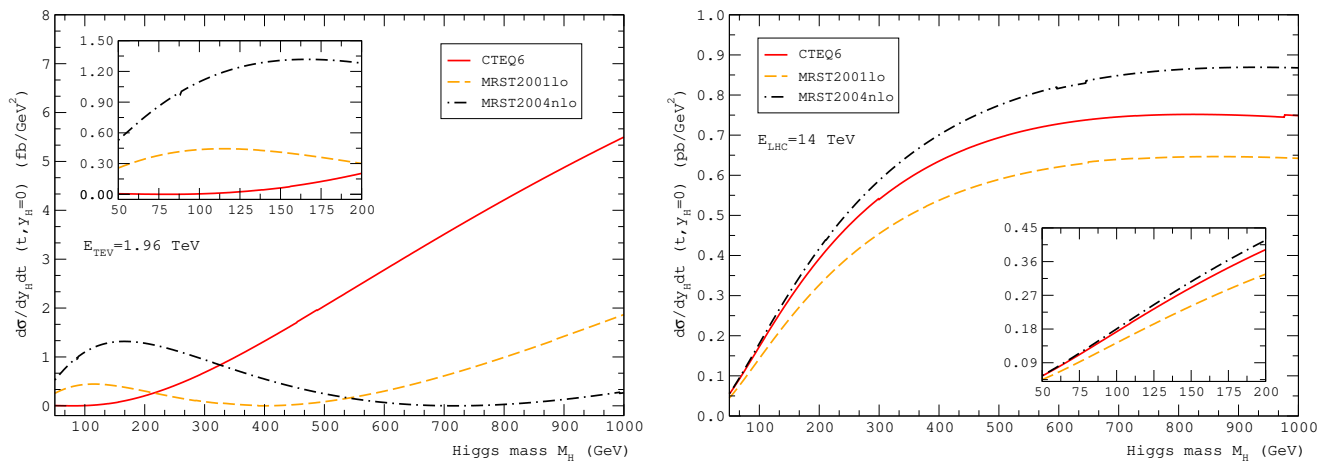 8
7
6
5
4
3
2
1
0
dσ/dy_H dt (t,y_H=0) (fb/GeV^2)
1.50
1.20
0.90
0.60
0.30
0.00
50 75 100 125 150 175 200
CTEQ6
MRST2001lo
MRST2004nlo
E_TEV=1.96 TeV
100 200 300 400 500 600 700 800 900 1000
Higgs mass M_H (GeV)
1.0
0.9
0.8
0.7
0.6
0.5
0.4
0.3
0.2
0.1
0.0
dσ/dy_H dt (t,y_H=0) (pb/GeV^2)
CTEQ6
MRST2001lo
MRST2004nlo
E_LHC=14 TeV
0.45
0.36
0.27
0.18
0.09
50 75 100 125 150 175 200
100 200 300 400 500 600 700 800 900 1000
Higgs mass M_H (GeV)